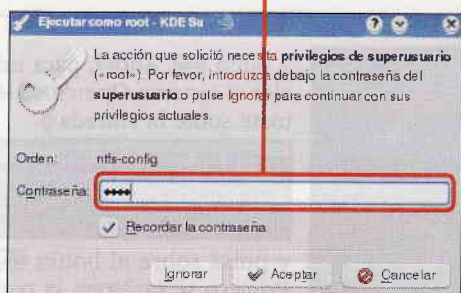 Ejecutar como root - KDE Su
La acción que solicitó necesita privilegios de superusuario
(«root»). Por favor, introduzca debajo la contraseña del
superusuario o pulse Ignorar para continuar con sus
privilegios actuales.
Orden: ntfs-config
Contraseña:
Recordar la contraseña
Ignorar Aceptar Cancelar